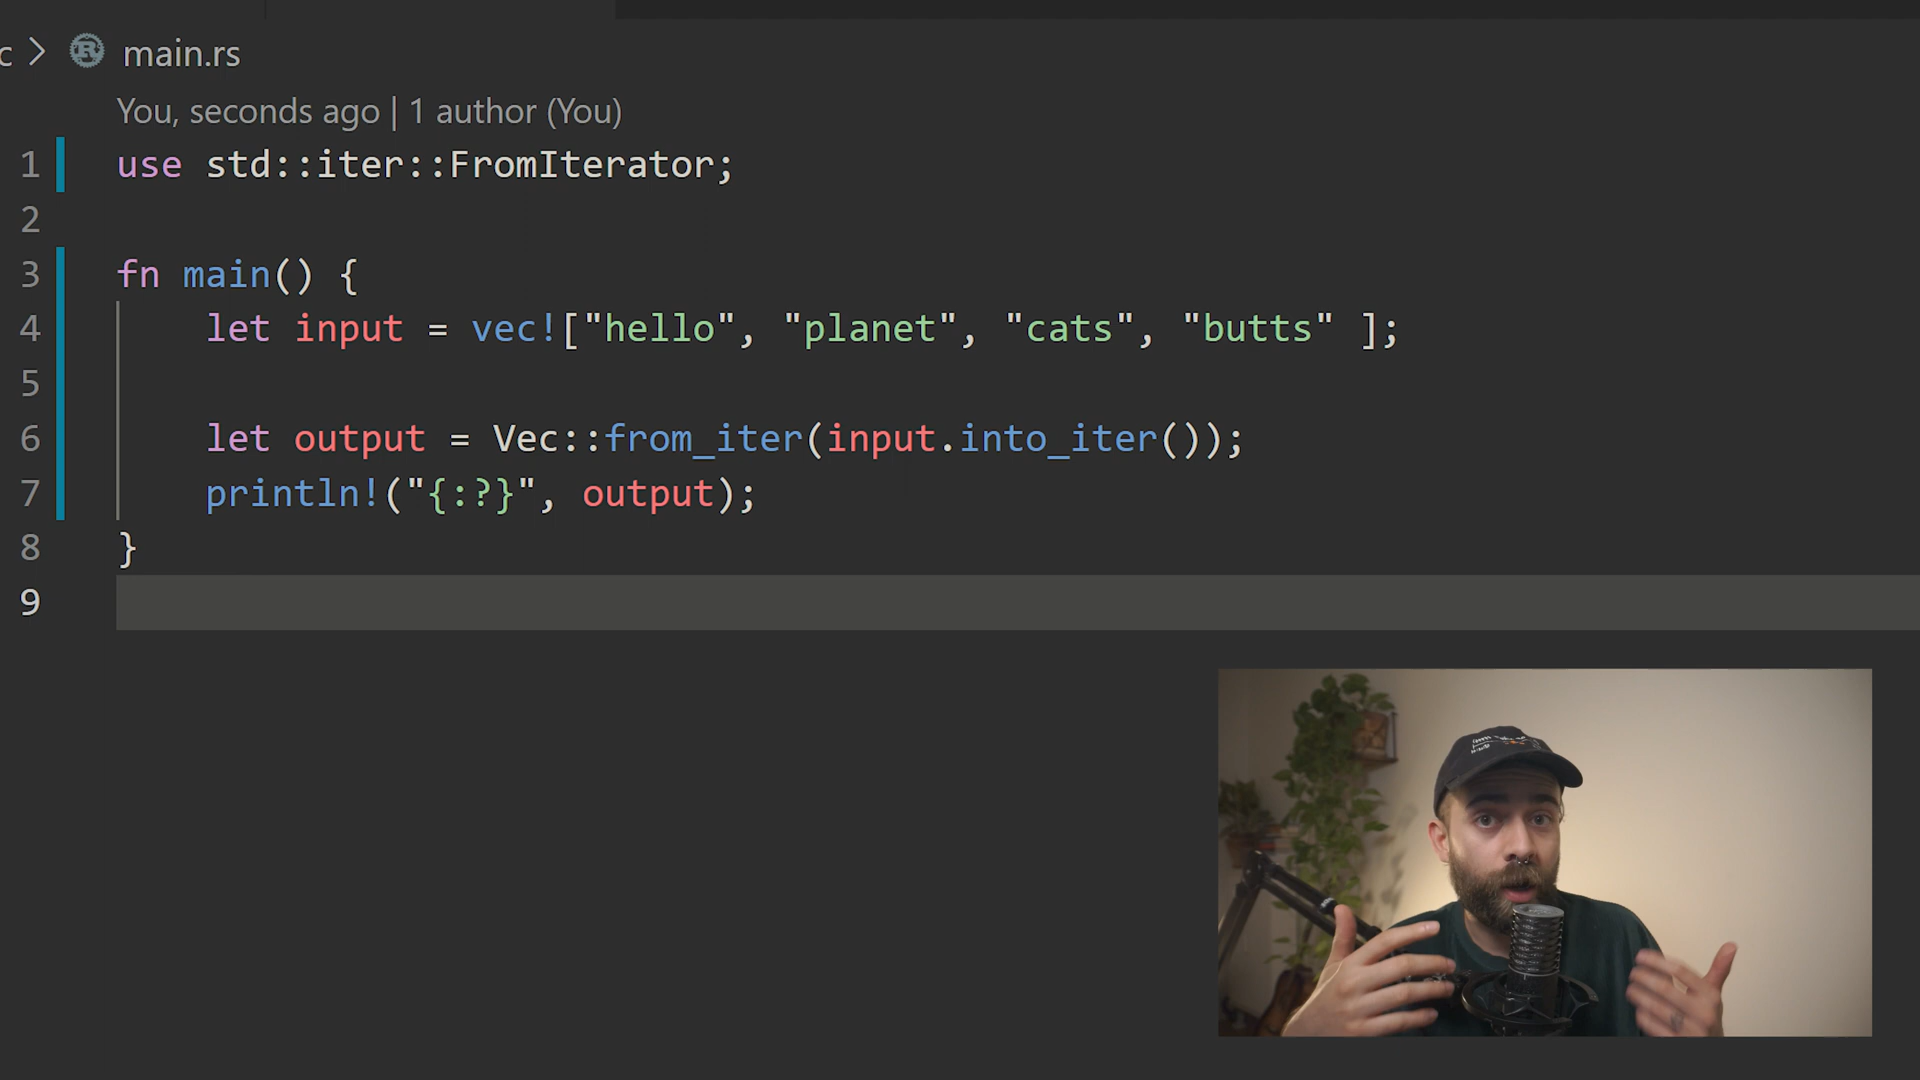 c > main.rs
You, seconds ago | 1 author (You)
1 use std::iter::FromIterator;
2
3 fn main() {
4 let input = vec!["hello", "planet", "cats", "butts" ];
5
6 let output = Vec::from_iter(input.into_iter());
7 println!("{:?}", output);
8 }
9